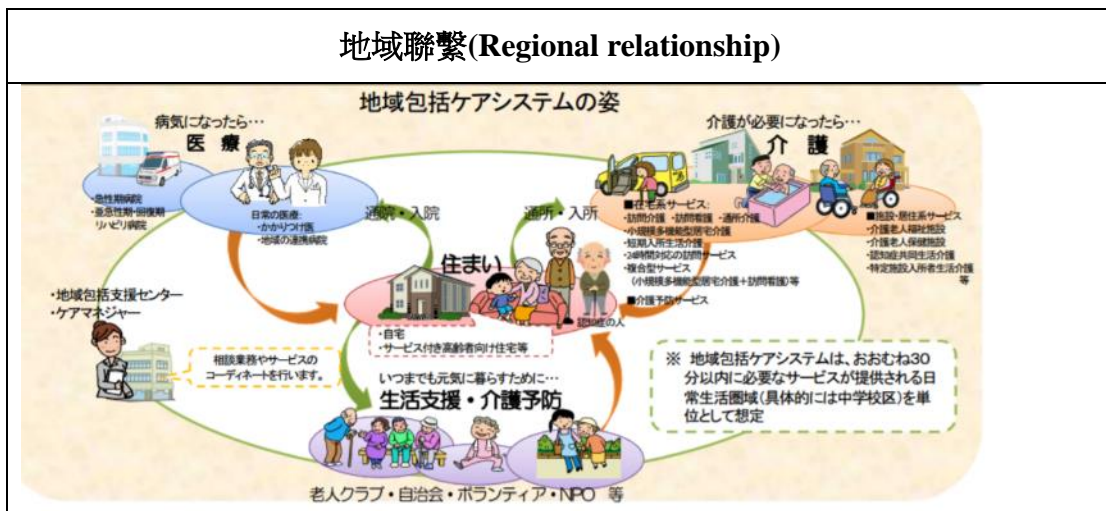 地域聯繫(Regional relationship)
地域包括ケアシステムの姿
病気になったら…
医療
・急性期病院
・亜急性期・回復期
リハビリ病院
日常の医療:
・かかりつけ医
・地域の連携病院
通院・入院
通所・入所
介護が必要になったら…
介護
■在宅系サービス:
・訪問介護・訪問看護・通所介護
・小規模多機能型居宅介護
・短期入所生活介護
・24時間対応の訪問サービス
・複合型サービス
(小規模多機能型居宅介護+訪問看護)等
■介護予防サービス
■施設・居住系サービス
・介護老人福祉施設
・介護老人保健施設
・認知症共同生活介護
・特定施設入所者生活介護
等
住まい
認知症の人
・自宅
・サービス付き高齢者向け住宅等
・地域包括支援センター
・ケアマネジャー
相談業務やサービスの
コーディネートを行います。
いつまでも元気に暮らすために…
生活支援・介護予防
老人クラブ・自治会・ボランティア・NPO 等
※ 地域包括ケアシステムは、おおむね30
分以内に必要なサービスが提供される日
常生活圏域(具体的には中学校区)を単
位として想定